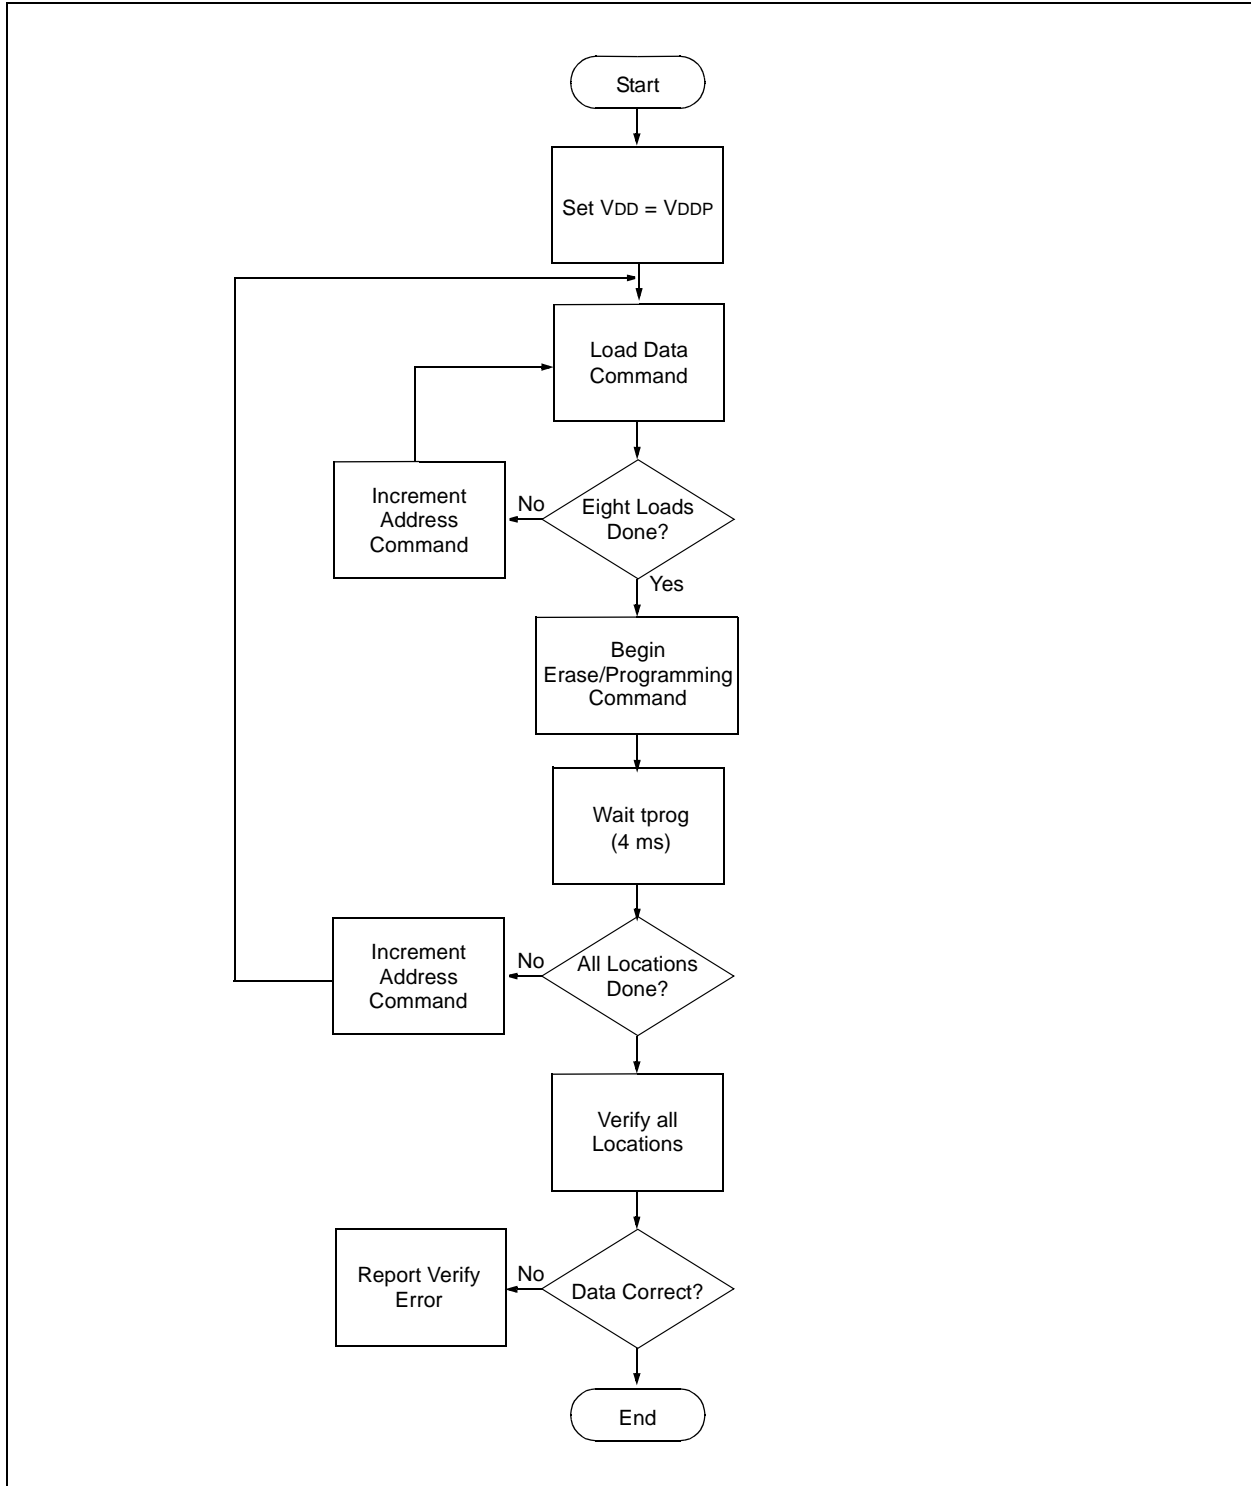 Start
Set VDD = VDDP
Load Data
Command
Increment
Address
Command
No
Eight Loads
Done?
Yes
Begin
Erase/Programming
Command
Wait tprog
(4 ms)
Increment
Address
Command
No
All Locations
Done?
Verify all
Locations
Report Verify
Error
No
Data Correct?
End